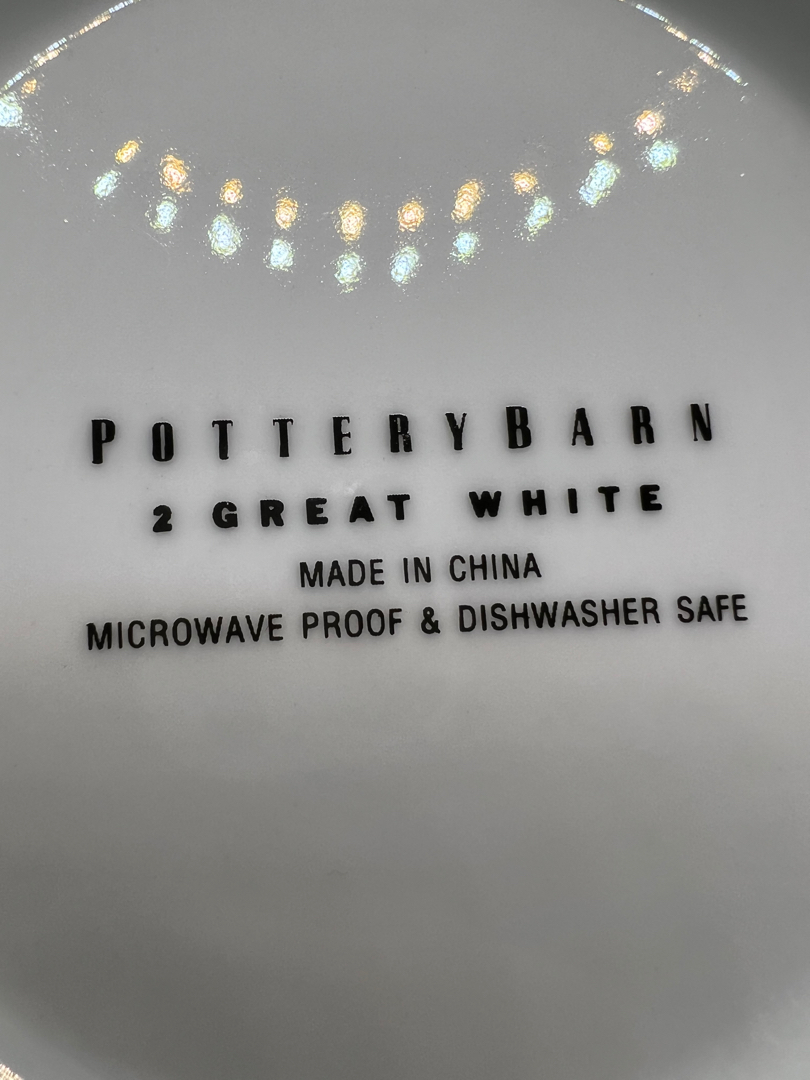 POTTERYBARN
2 GREAT WHITE
MADE IN CHINA
MICROWAVE PROOF & DISHWASHER SAFE